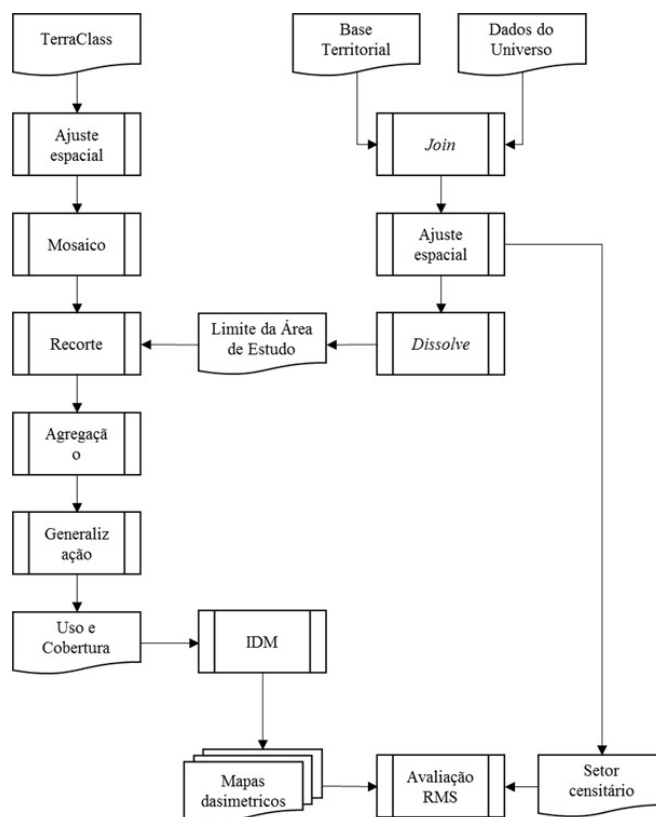 TerraClass
Base
Territorial
Dados do
Universo
Ajuste
espacial
Join
Mosaico
Ajuste
espacial
Recorte
Limite da Área
de Estudo
Dissolve
Agregaçã
o
Generaliz
ação
Uso e
Cobertura
IDM
Mapas
dasimetricos
Avaliação
RMS
Setor
censitário